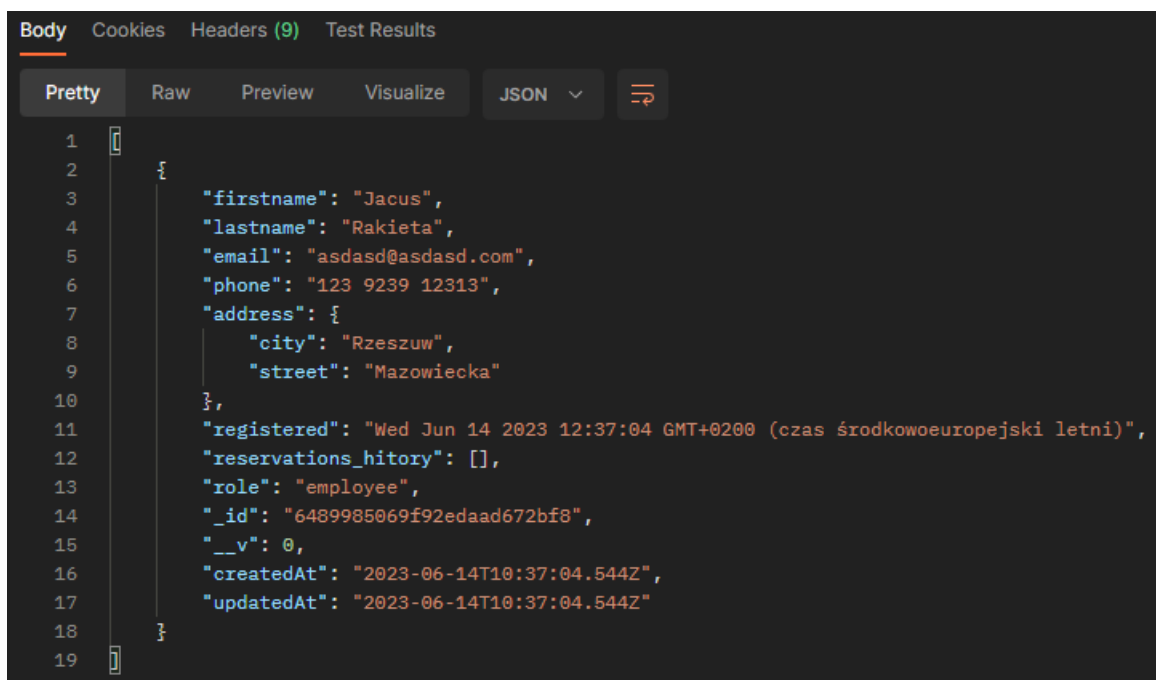 Body Cookies Headers (9) Test Results
Pretty Raw Preview Visualize JSON
1 [
2 {
3 "firstname": "Jacus",
4 "lastname": "Rakieta",
5 "email": "asdasd@asdasd.com",
6 "phone": "123 9239 12313",
7 "address": {
8 "city": "Rzeszuw",
9 "street": "Mazowiecka"
10 },
11 "registered": "Wed Jun 14 2023 12:37:04 GMT+0200 (czas środkowoeuropejski letni)",
12 "reservations_hitory": [],
13 "role": "employee",
14 "_id": "6489985069f92edaad672bf8",
15 "__v": 0,
16 "createdAt": "2023-06-14T10:37:04.544Z",
17 "updatedAt": "2023-06-14T10:37:04.544Z"
18 }
19 ]